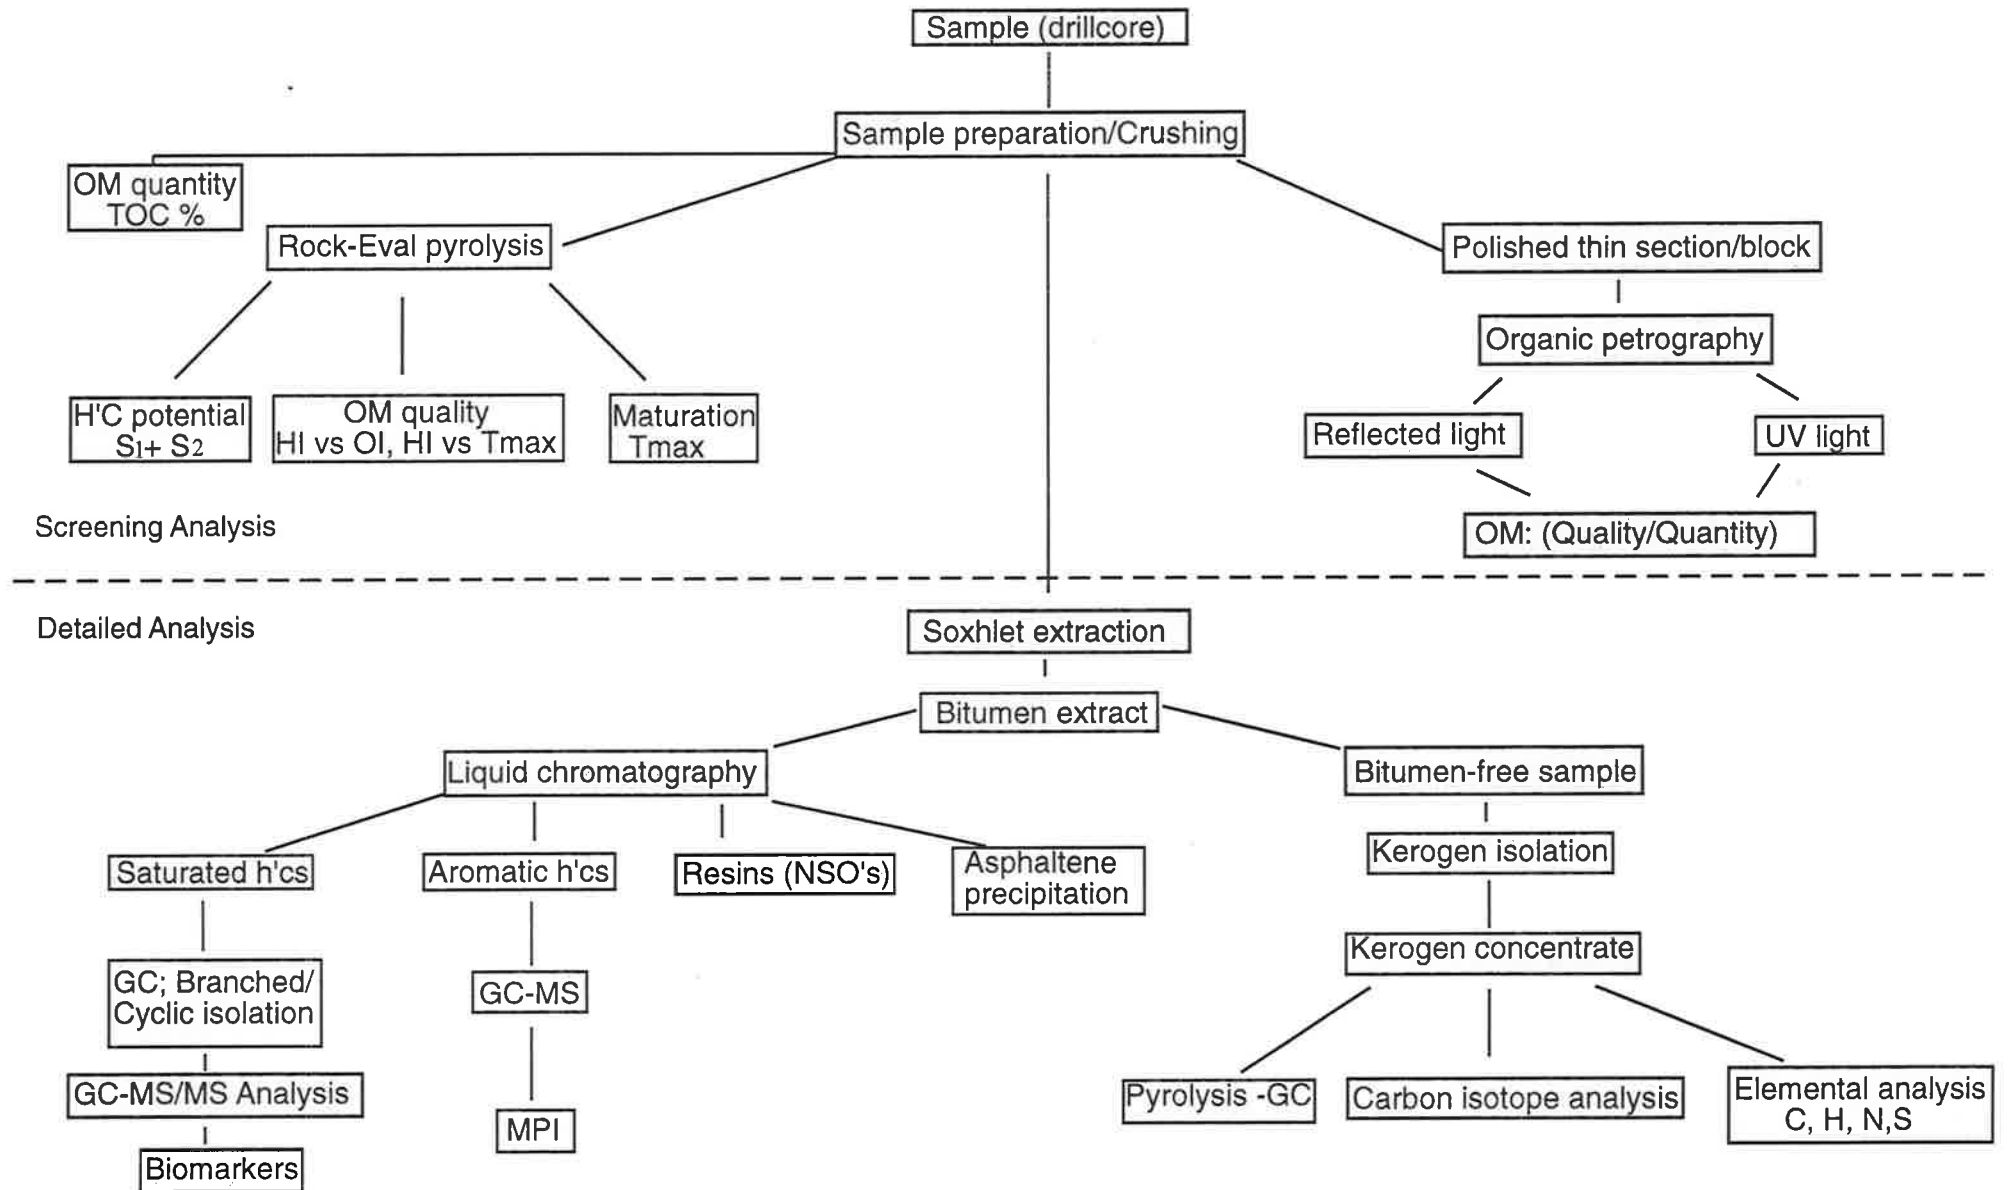 Sample (drillcore)
Sample preparation/Crushing
OM quantity
TOC %
Rock-Eval pyrolysis
Polished thin section/block
Organic petrography
H'C potential
S1+ S2
OM quality
HI vs OI, HI vs Tmax
Maturation
Tmax
Reflected light
UV light
Screening Analysis
OM: (Quality/Quantity)
Detailed Analysis
Soxhlet extraction
Bitumen extract
Liquid chromatography
Bitumen-free sample
Kerogen isolation
Saturated h'cs
Aromatic h'cs
Resins (NSO's)
Asphaltene
precipitation
Kerogen concentrate
GC; Branched/
Cyclic isolation
GC-MS
GC-MS/MS Analysis
Pyrolysis -GC
Carbon isotope analysis
Elemental analysis
C, H, N,S
MPI
Biomarkers